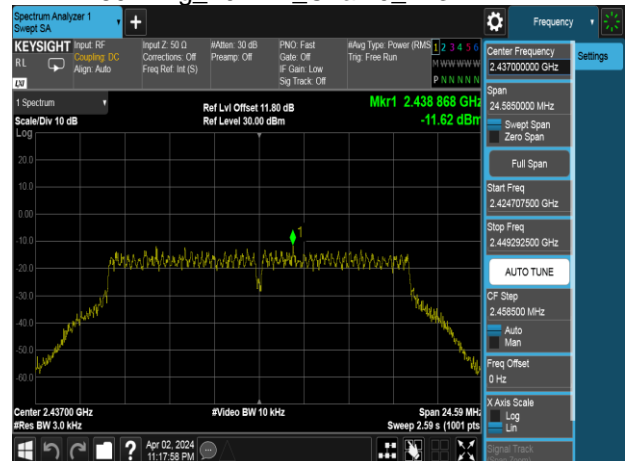 Spectrum Analyzer 1
Swept SA
Frequency
KEYSIGHT
RL
LXI
Input: RF
Coupling: DC
Align: Auto
Input Z: 50 Ω
Corrections: Off
Freq Ref: Int (S)
#Atten: 30 dB
Preamp: Off
PNO: Fast
Gate: Off
IF Gain: Low
Sig Track: Off
#Avg Type: Power (RMS
Trig: Free Run
1 2 3 4 5 6
M W W W W W
P N N N N N
Center Frequency
2.437000000 GHz
Settings
Span
24.5850000 MHz
Swept Span
Zero Span
Full Span
Start Freq
2.424707500 GHz
Stop Freq
2.449292500 GHz
AUTO TUNE
CF Step
2.458500 MHz
Auto
Man
Freq Offset
0 Hz
X Axis Scale
Log
Lin
Signal Track
1 Spectrum
Scale/Div 10 dB
Log
Ref Lvl Offset 11.80 dB
Ref Level 30.00 dBm
Mkr1 2.438 868 GHz
-11.62 dBm
20.0
10.0
0.00
-10.0
-20.0
-30.0
-40.0
-50.0
-60.0
1
Center 2.43700 GHz
#Res BW 3.0 kHz
#Video BW 10 kHz
Span 24.59 MHz
Sweep 2.59 s (1001 pts
?
Apr 02, 2024
11:17:58 PM